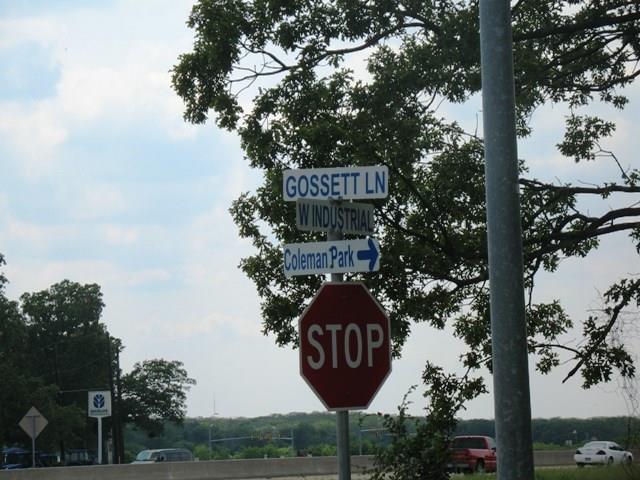 GOSSETT LN
W INDUSTRIAL
Coleman Park
STOP